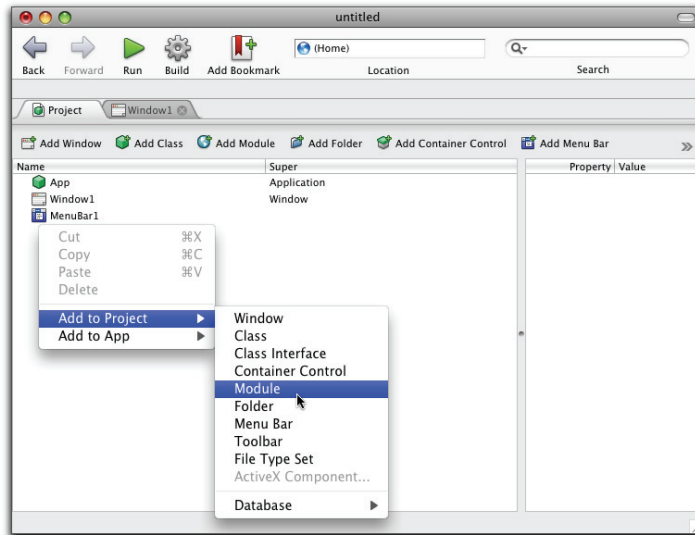 untitled
Back Forward Run Build Add Bookmark (Home) Location Search
Project Window1
Add Window Add Class Add Module Add Folder Add Container Control Add Menu Bar »
Name Super Property Value
App Application
Window1 Window
MenuBar1
Cut ⌘X
Copy ⌘C
Paste ⌘V
Delete
Add to Project
Add to App
Window
Class
Class Interface
Container Control
Module
Folder
Menu Bar
Toolbar
File Type Set
ActiveX Component...
Database